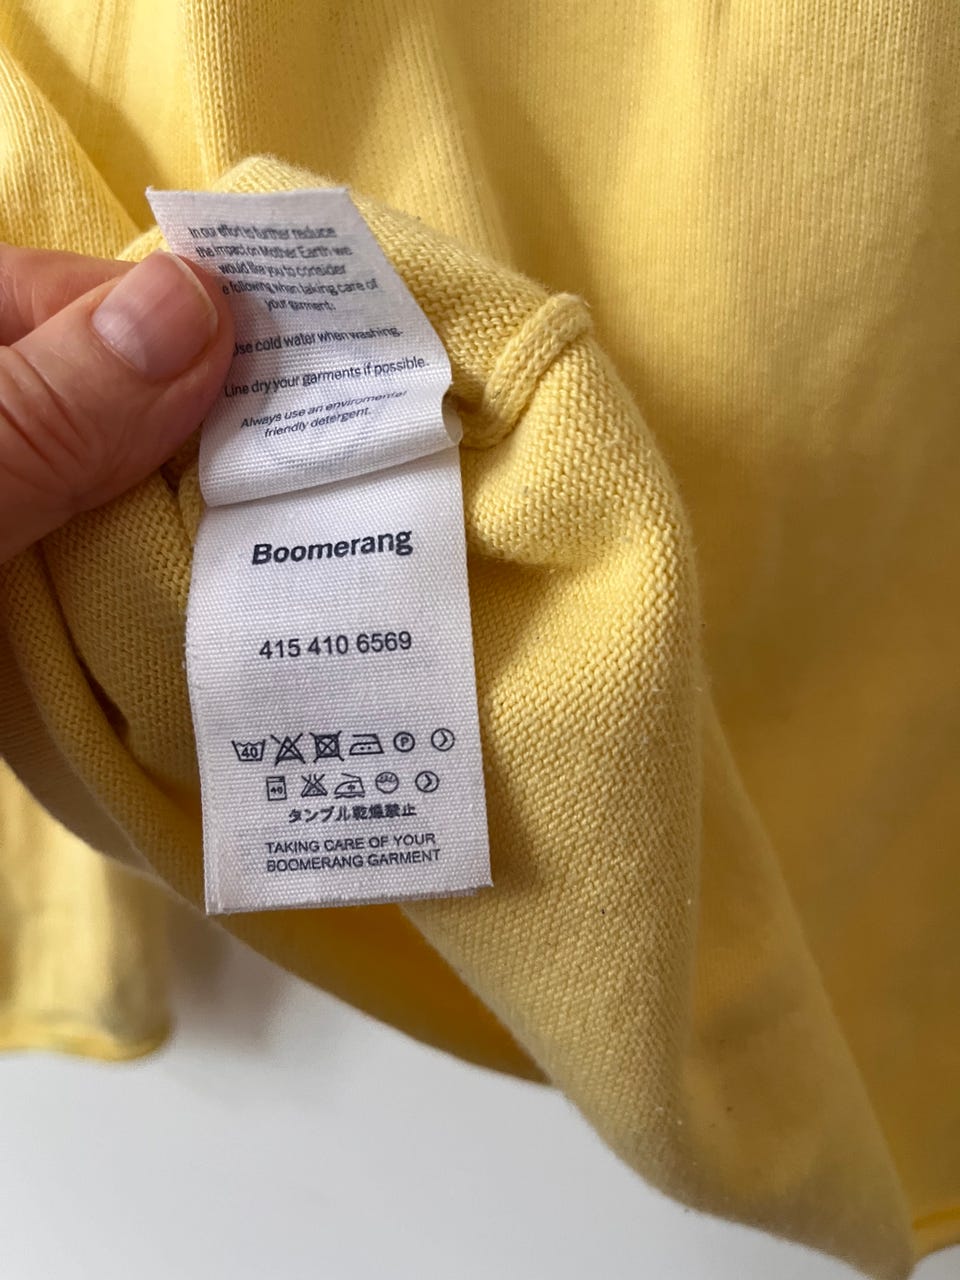 In our effort to further reduce
the impact on Mother Earth we
would like you to consider
e following when taking care of
your garment:
Use cold water when washing.
Line dry your garments if possible.
Always use an enviromental
friendly detergent.
Boomerang
415 410 6569
40 P
40
タンブル乾燥禁止
TAKING CARE OF YOUR
BOOMERANG GARMENT